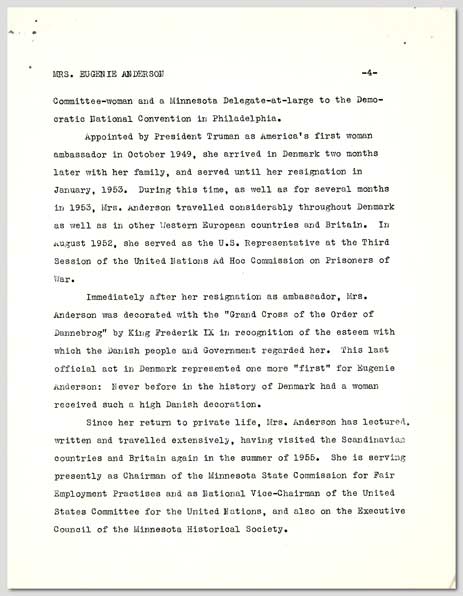 MRS. EUGENIE ANDERSON -4-
Committee-woman and a Minnesota Delegate-at-large to the Demo-
cratic National Convention in Philadelphia.
Appointed by President Truman as America's first woman
ambassador in October 1949, she arrived in Denmark two months
later with her family, and served until her resignation in
January, 1953. During this time, as well as for several months
in 1953, Mrs. Anderson travelled considerably throughout Denmark
as well as in other Western European countries and Britain. In
August 1952, she served as the U.S. Representative at the Third
Session of the United Nations Ad Hoc Commission on Prisoners of
War.
Immediately after her resignation as ambassador, Mrs.
Anderson was decorated with the "Grand Cross of the Order of
Dannebrog" by King Frederik IX in recognition of the esteem with
which the Danish people and Government regarded her. This last
official act in Denmark represented one more "first" for Eugenie
Anderson: Never before in the history of Denmark had a woman
received such a high Danish decoration.
Since her return to private life, Mrs. Anderson has lectured,
written and travelled extensively, having visited the Scandinavian
countries and Britain again in the summer of 1955. She is serving
presently as Chairman of the Minnesota State Commission for Fair
Employment Practises and as National Vice-Chairman of the United
States Committee for the United Nations, and also on the Executive
Council of the Minnesota Historical Society.